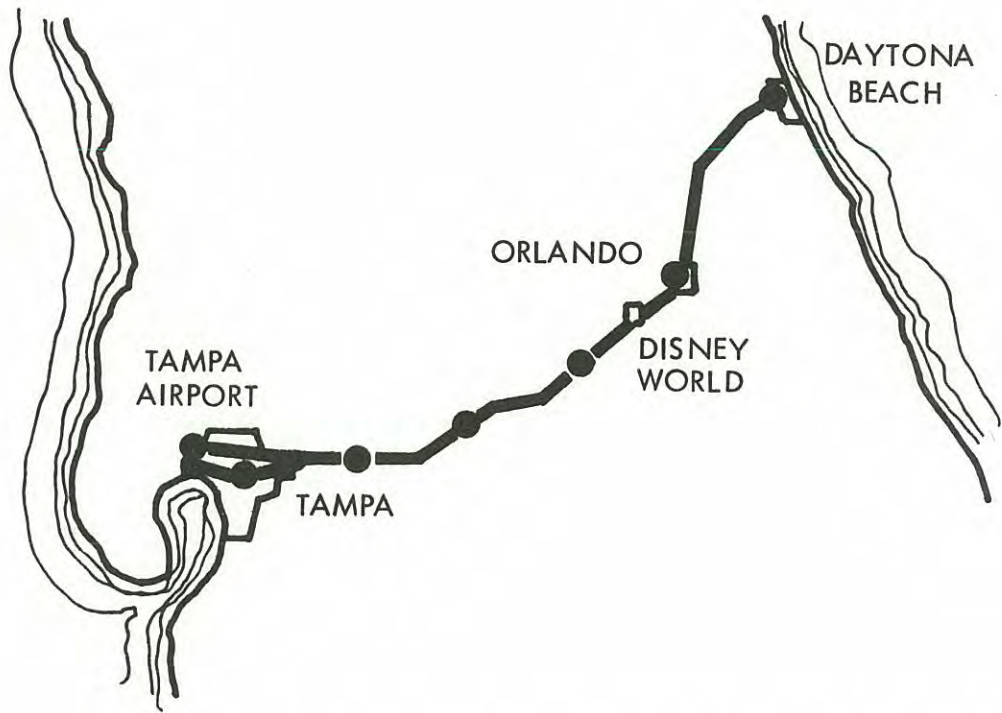 DAYTONA
BEACH
ORLANDO
DISNEY
WORLD
TAMPA
AIRPORT
TAMPA